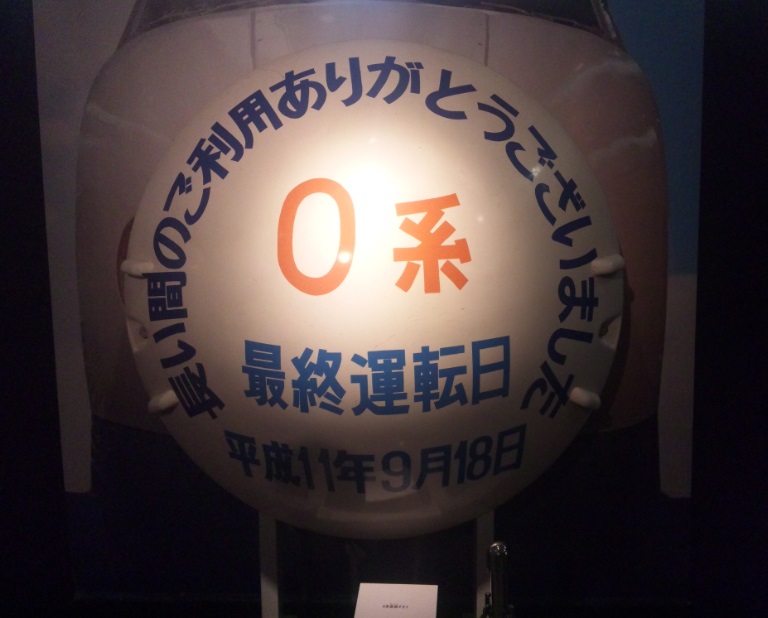 長い間のご利用ありがとうございました
0系
最終運転日
平成11年9月18日